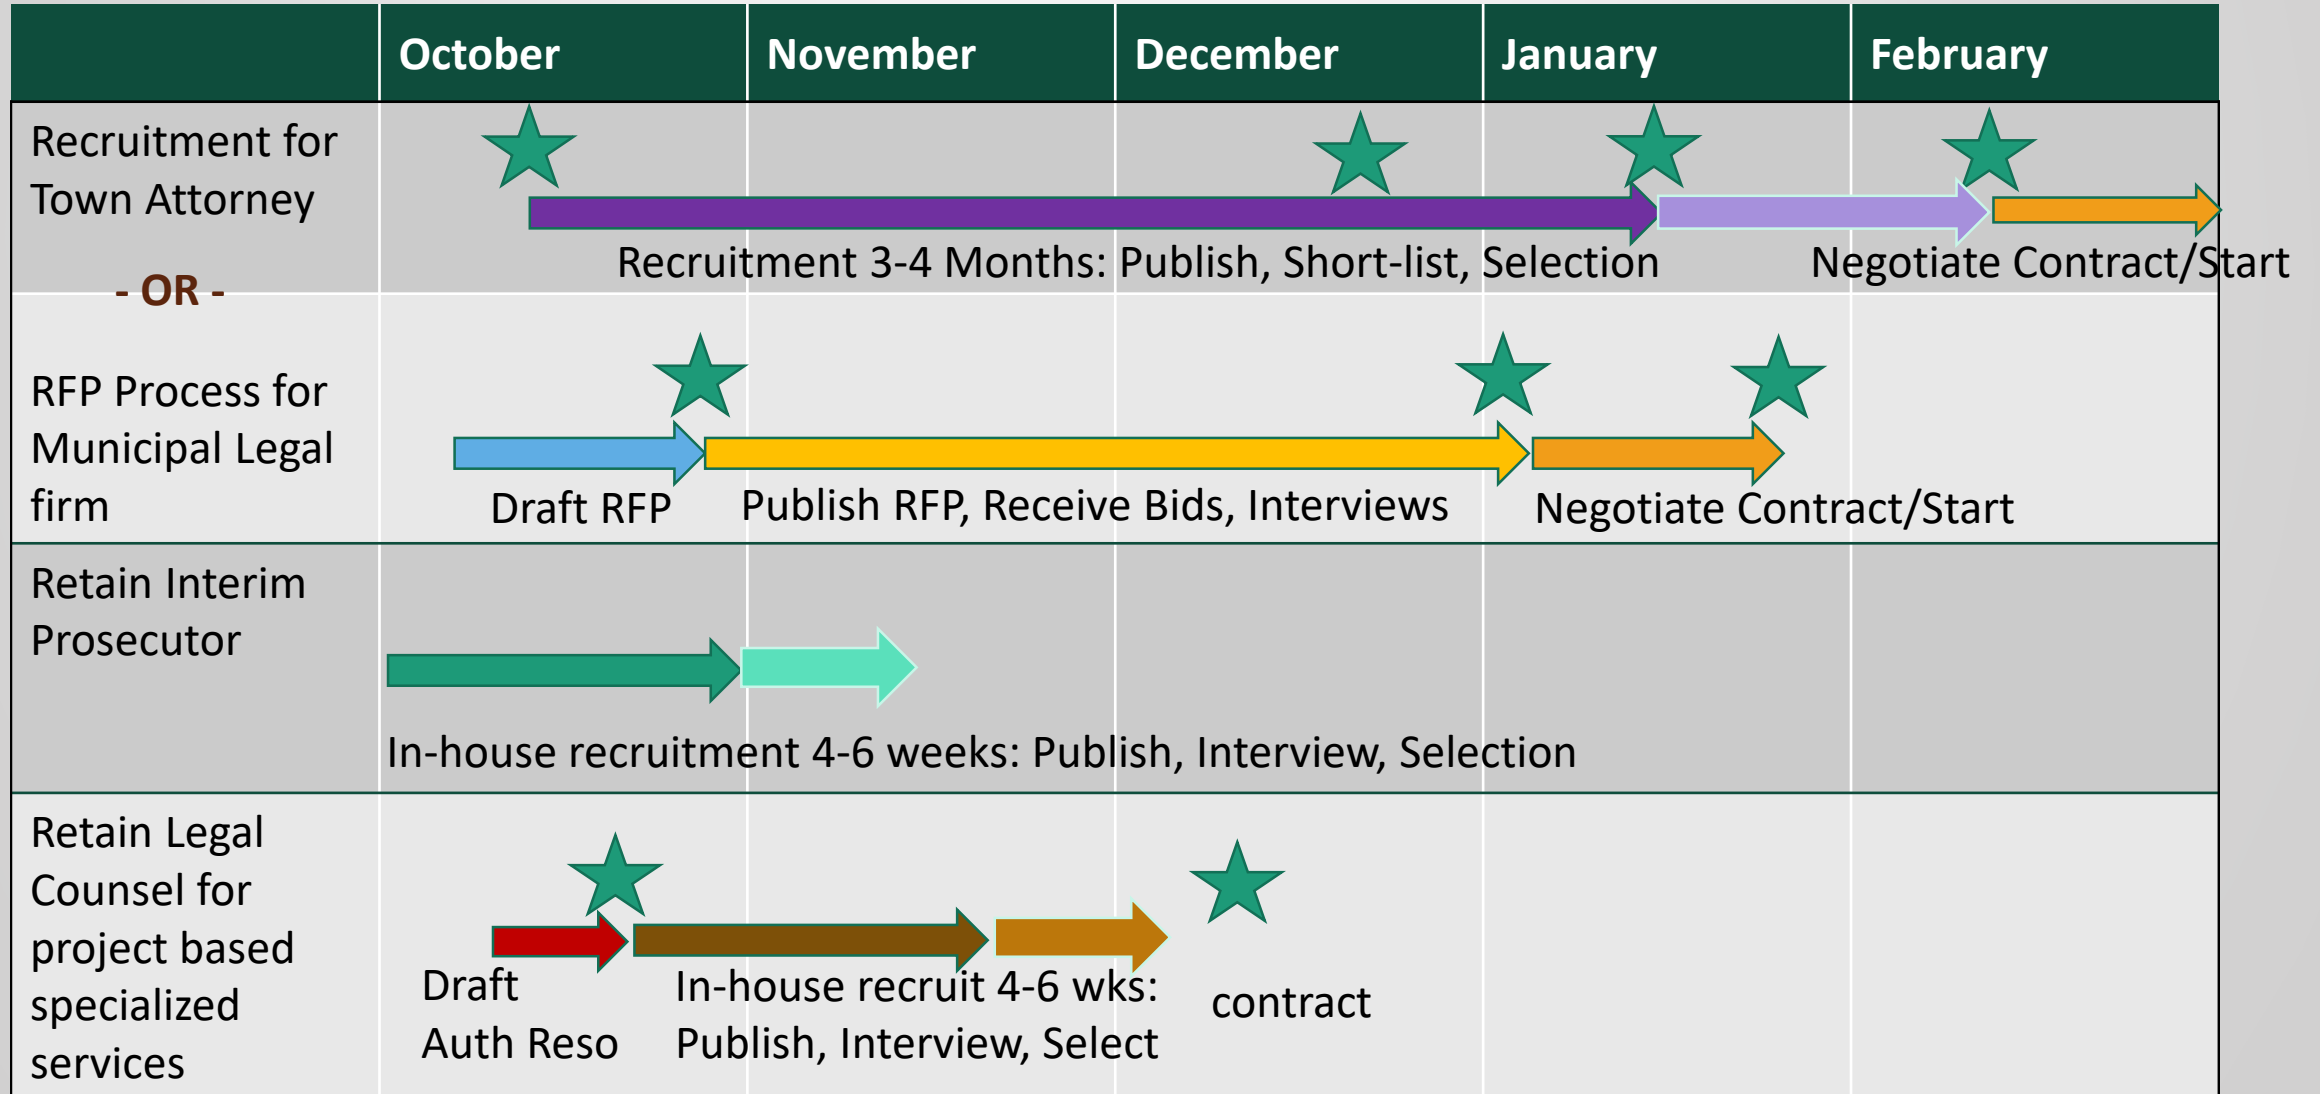 October November December January February
Recruitment for
Town Attorney
Recruitment 3-4 Months: Publish, Short-list, Selection
Negotiate Contract/Start
- OR -
RFP Process for
Municipal Legal
firm
Draft RFP
Publish RFP, Receive Bids, Interviews
Negotiate Contract/Start
Retain Interim
Prosecutor
In-house recruitment 4-6 weeks: Publish, Interview, Selection
Retain Legal
Counsel for
project based
specialized
services
Draft
Auth Reso
In-house recruit 4-6 wks:
Publish, Interview, Select
contract